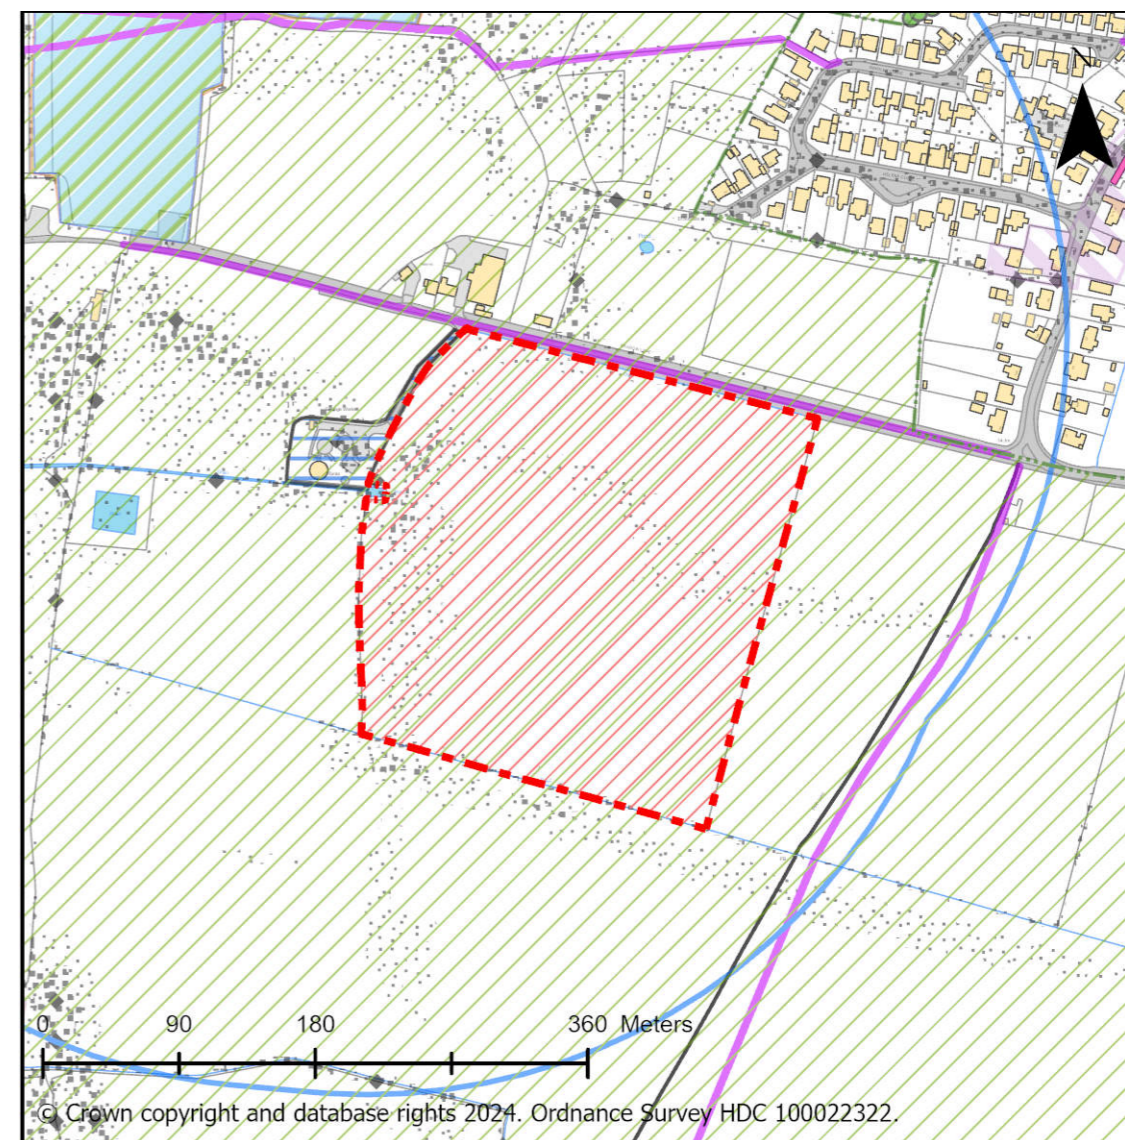 N
0 90 180 360 Meters
© Crown copyright and database rights 2024. Ordnance Survey HDC 100022322.